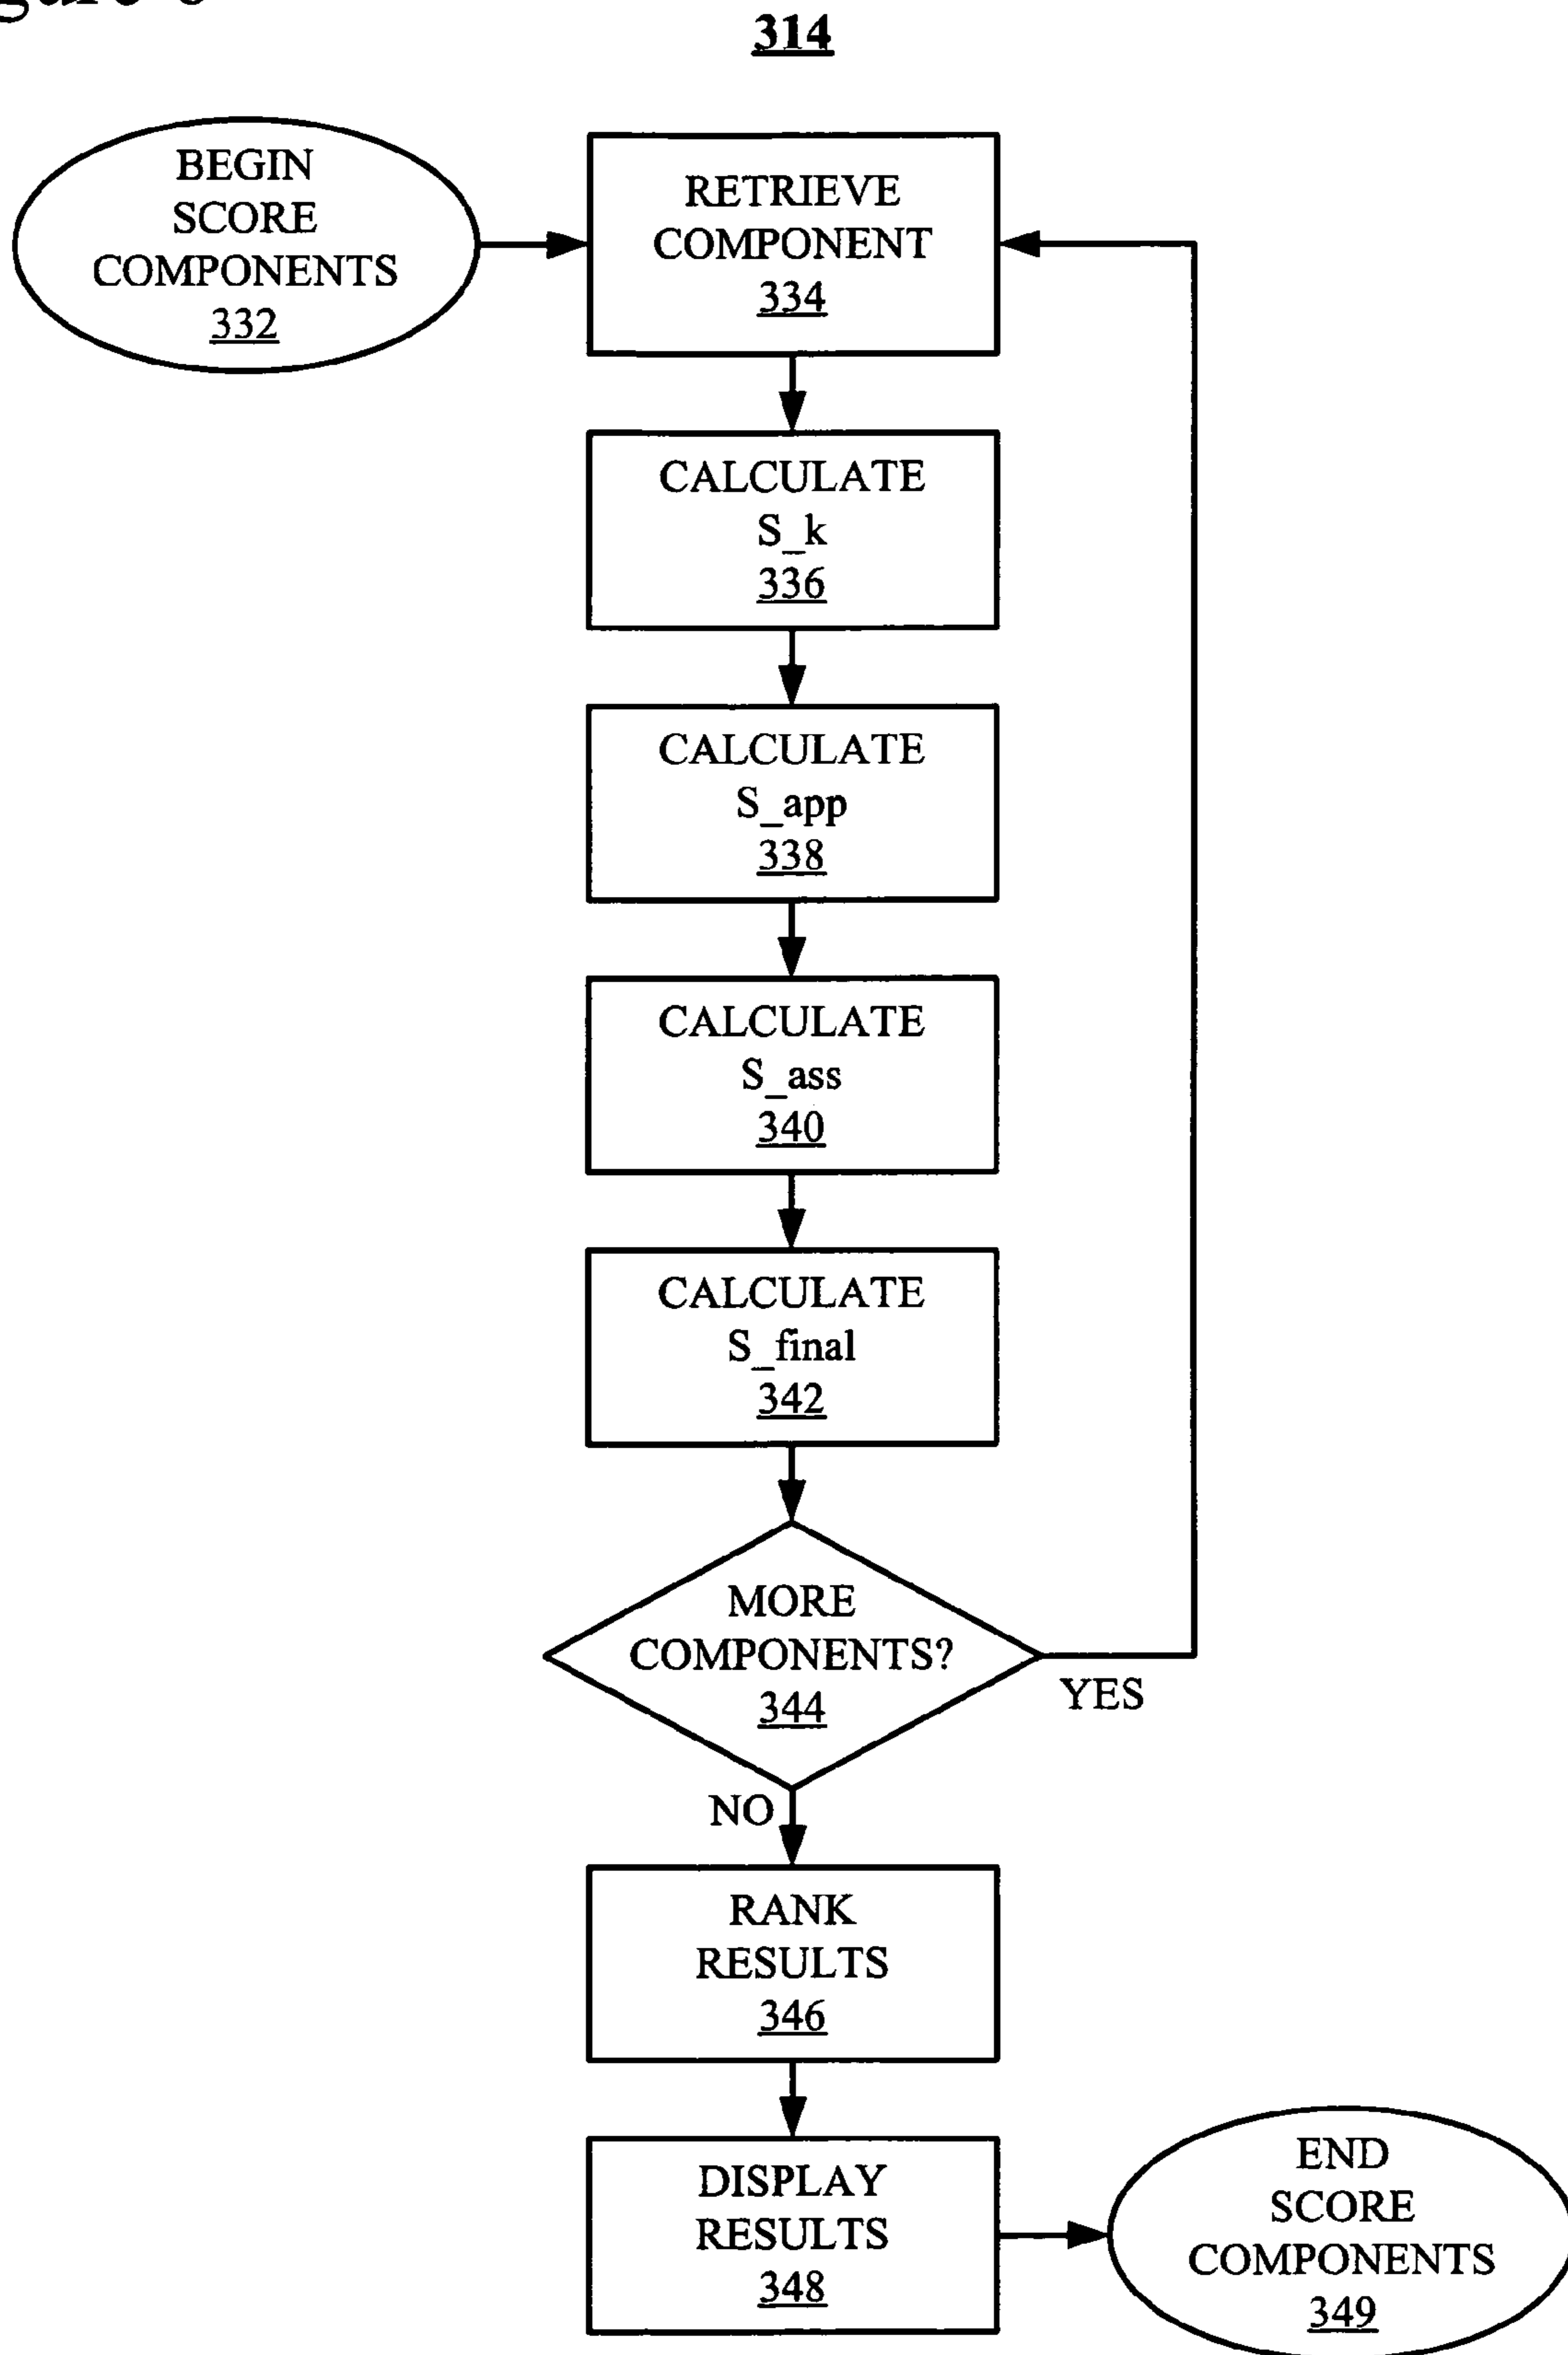 314
BEGIN
SCORE
COMPONENTS
332
RETRIEVE
COMPONENT
334
CALCULATE
S_k
336
CALCULATE
S_app
338
CALCULATE
S_ass
340
CALCULATE
S_final
342
MORE
COMPONENTS?
344
YES
NO
RANK
RESULTS
346
DISPLAY
RESULTS
348
END
SCORE
COMPONENTS
349